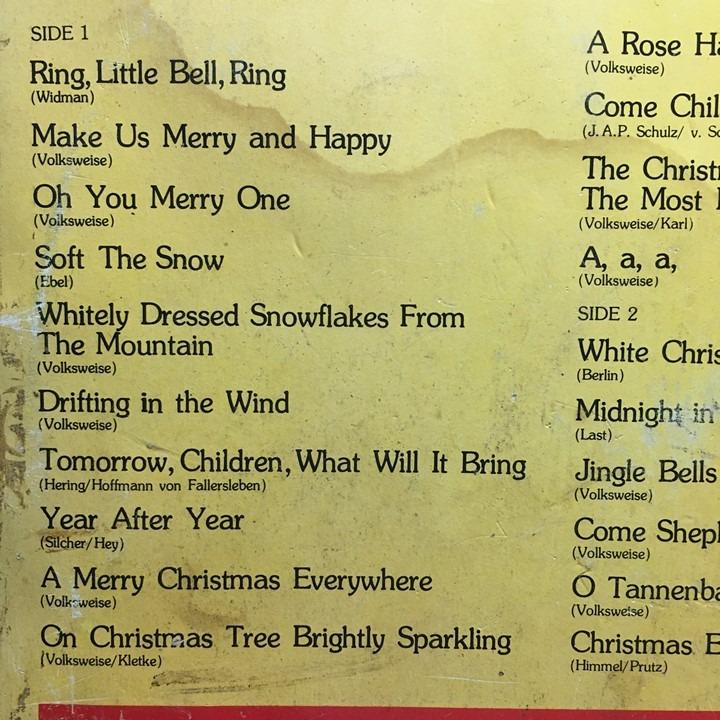 SIDE 1
Ring, Little Bell, Ring
(Widman)
Make Us Merry and Happy
(Volksweise)
Oh You Merry One
(Volksweise)
Soft The Snow
(Ebel)
Whitely Dressed Snowflakes From
The Mountain
(Volksweise)
Drifting in the Wind
(Volksweise)
Tomorrow, Children, What Will It Bring
(Hering/Hoffmann von Fallersleben)
Year After Year
(Silcher/Hey)
A Merry Christmas Everywhere
(Volksweise)
On Christmas Tree Brightly Sparkling
(Volksweise/Kletke)
A Rose
(Volksweise)
Come
(J.A.P. Schulz/ v.
The
The Most
(Volksweise/Karl)
A, a, a,
(Volksweise)
SIDE 2
White
(Berlin)
Midnight in
(Last)
Jingle Bells
(Volksweise)
Come
(Volksweise)
O
(Volksweise)
Christmas
(Himmel/Prutz)